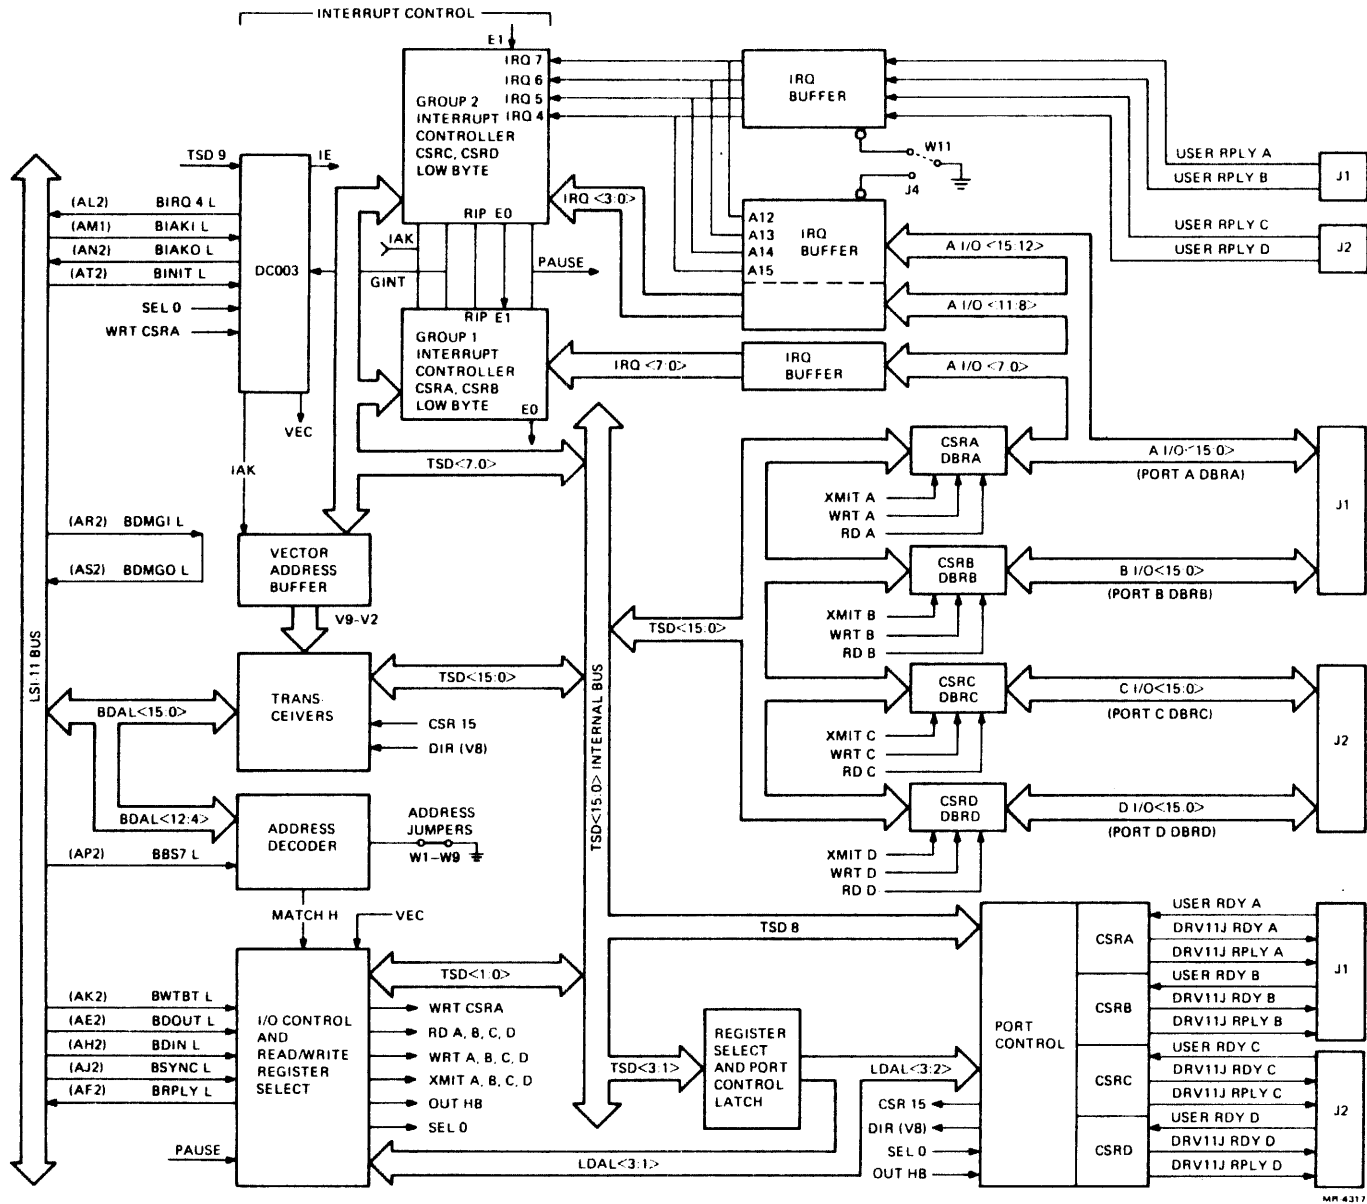 INTERRUPT CONTROL
E1
IRQ 7
IRQ 6
IRQ 5
IRQ 4
GROUP 2
INTERRUPT
CONTROLLER
CSRC, CSRD
LOW BYTE
RIP E0
IRQ
BUFFER
W11
J4
USER RPLY A
USER RPLY B
J1
USER RPLY C
USER RPLY D
J2
TSD 9
IE
(AL2) BIRQ 4 L
(AM1) BIAKI L
(AN2) BIAKO L
(AT2) BINIT L
SEL 0
WRT CSRA
DC003
VEC
IAK
IAK
GINT
PAUSE
IRQ <3:0>
A12
A13
A14
A15
IRQ
BUFFER
A I/O <15:12>
A I/O <11:8>
RIP E1
GROUP 1
INTERRUPT
CONTROLLER
CSRA, CSRB
LOW BYTE
E0
IRQ <7:0>
IRQ
BUFFER
A I/O <7:0>
TSD<7:0>
LSI-11 BUS
(AR2) BDMGI L
(AS2) BDMGO L
VECTOR
ADDRESS
BUFFER
V9-V2
TRANS-
CEIVERS
TSD<15:0>
CSR 15
DIR (V8)
BDAL<15:0>
BDAL<12:4>
ADDRESS
DECODER
ADDRESS
JUMPERS
W1-W9
(AP2) BBS7 L
MATCH H
VEC
TSD<15:0> INTERNAL BUS
TSD<15:0>
CSRA
DBRA
XMIT A
WRT A
RD A
A I/O<15:0>
(PORT A DBRA)
J1
CSRB
DBRB
XMIT B
WRT B
RD B
B I/O<15:0>
(PORT B DBRB)
CSRC
DBRC
XMIT C
WRT C
RD C
C I/O<15:0>
(PORT C DBRC)
J2
CSRD
DBRD
XMIT D
WRT D
RD D
D I/O<15:0>
(PORT D DBRD)
(AK2) BWTBT L
(AE2) BDOUT L
(AH2) BDIN L
(AJ2) BSYNC L
(AF2) BRPLY L
PAUSE
I/O CONTROL
AND
READ/WRITE
REGISTER
SELECT
TSD<1:0>
WRT CSRA
RD A, B, C, D
WRT A, B, C, D
XMIT A, B, C, D
OUT HB
SEL 0
LDAL<3:1>
TSD 8
TSD<3:1>
REGISTER
SELECT
AND PORT
CONTROL
LATCH
LDAL<3:2>
CSR 15
DIR (V8)
SEL 0
OUT HB
PORT
CONTROL
CSRA
CSRB
CSRC
CSRD
USER RDY A
DRV11J RDY A
DRV11J RPLY A
USER RDY B
DRV11J RDY B
DRV11J RPLY B
J1
USER RDY C
DRV11J RDY C
DRV11J RPLY C
USER RDY D
DRV11J RDY D
DRV11J RPLY D
J2
MR-4317